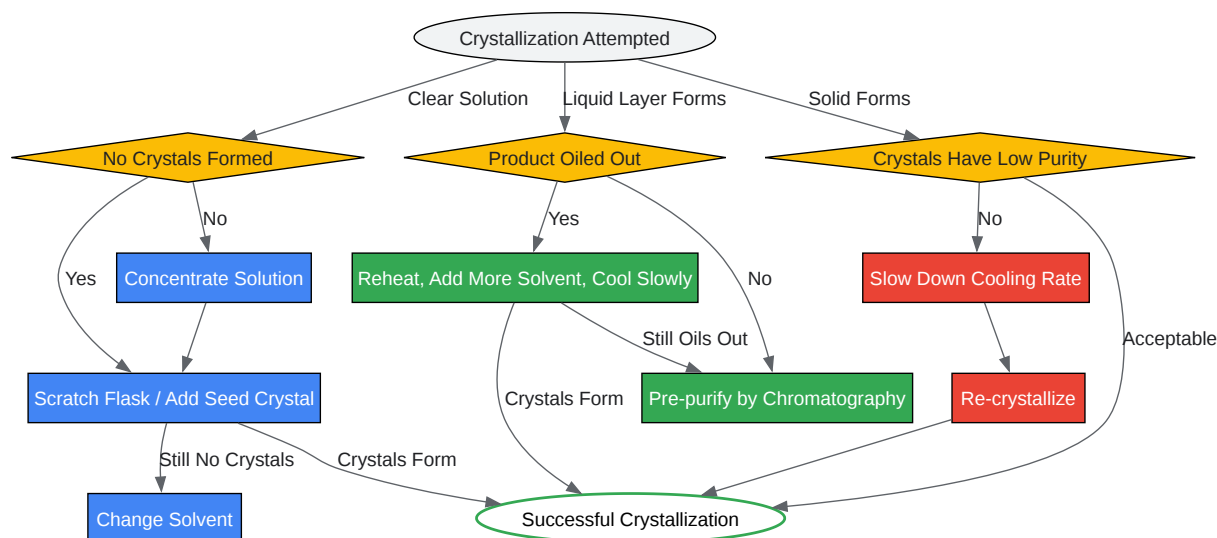 Crystallization Attempted
Clear Solution
Liquid Layer Forms
Solid Forms
No Crystals Formed
Product Oiled Out
Crystals Have Low Purity
No
Yes
No
Concentrate Solution
Reheat, Add More Solvent, Cool Slowly
Slow Down Cooling Rate
Yes
No
Still Oils Out
Acceptable
Scratch Flask / Add Seed Crystal
Crystals Form
Pre-purify by Chromatography
Re-crystallize
Still No Crystals
Crystals Form
Change Solvent
Successful Crystallization